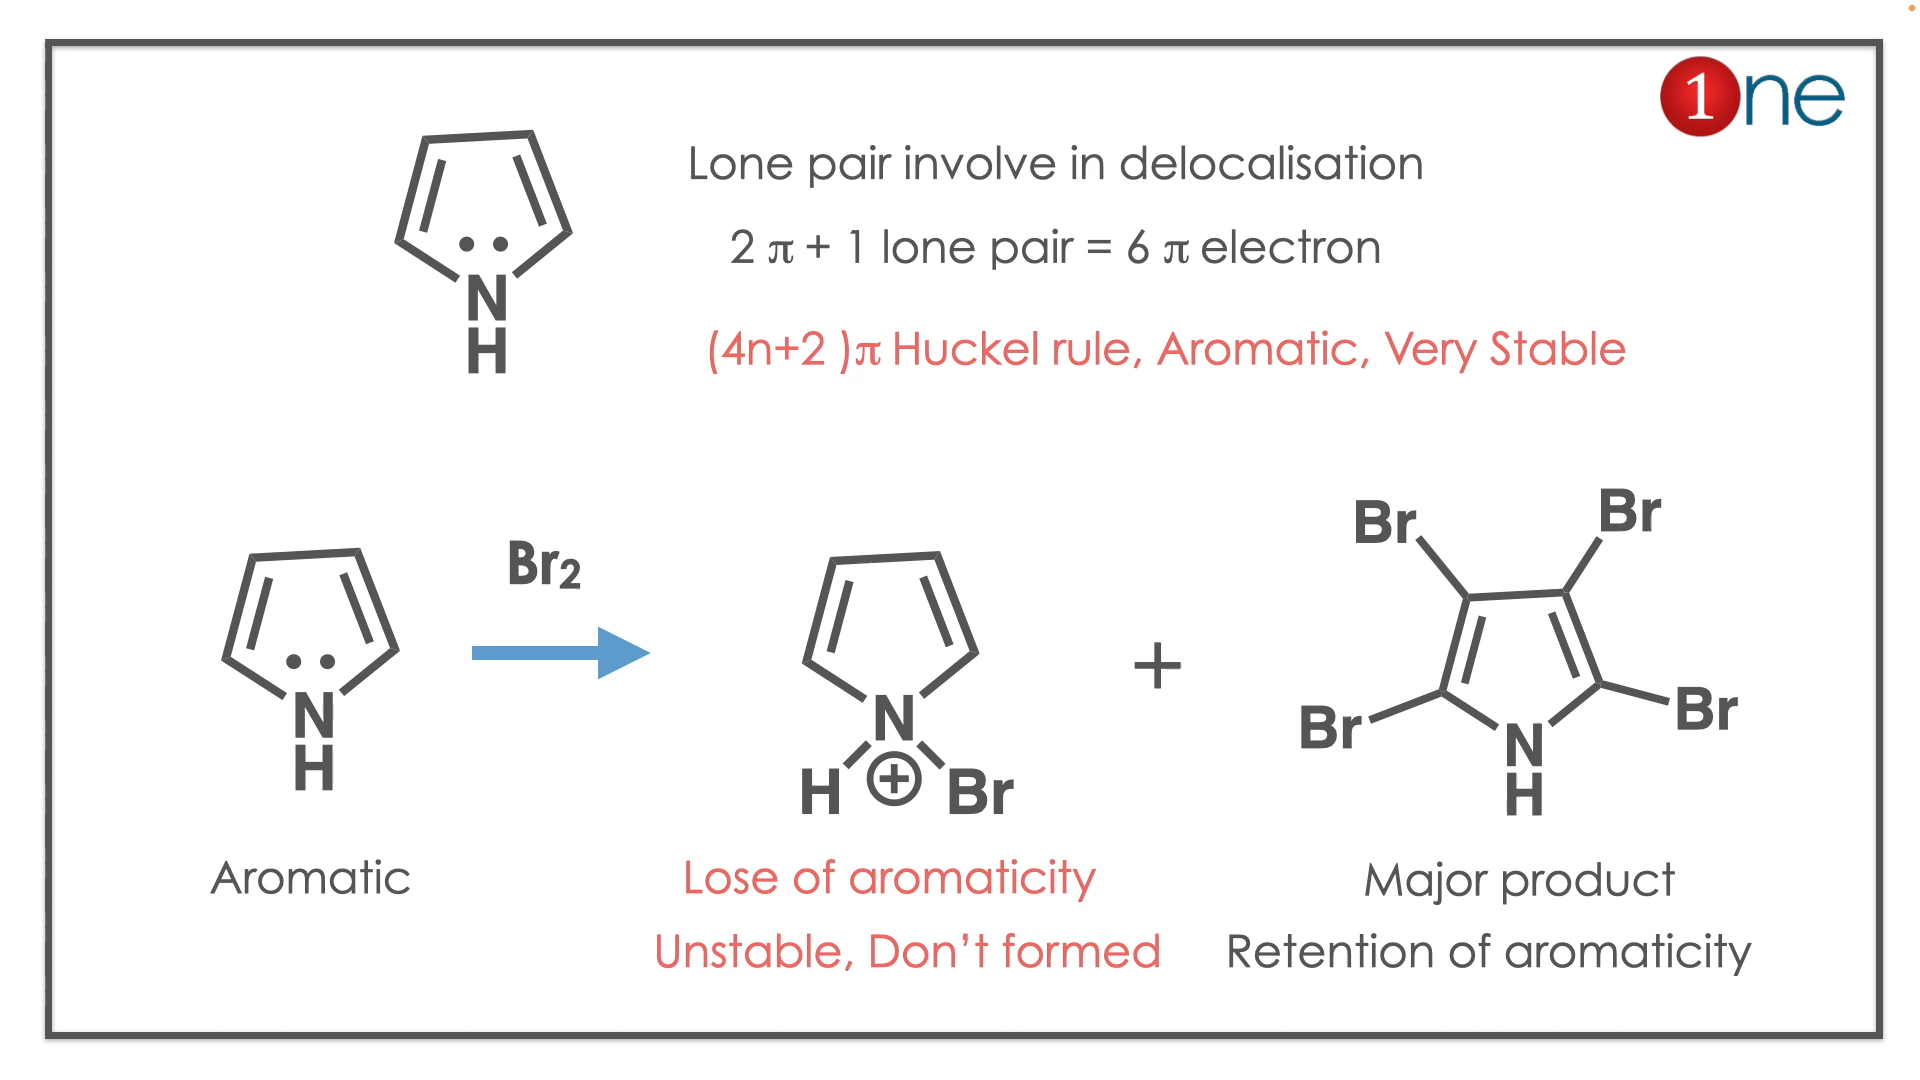 1ne
Lone pair involve in delocalisation
2 π + 1 lone pair = 6 π electron
N
H
(4n+2 )π Huckel rule, Aromatic, Very Stable
Br Br
Br₂
N
H
N
H ⊕ Br
+
Br Br
N
H
Aromatic
Lose of aromaticity
Major product
Unstable, Don’t formed
Retention of aromaticity